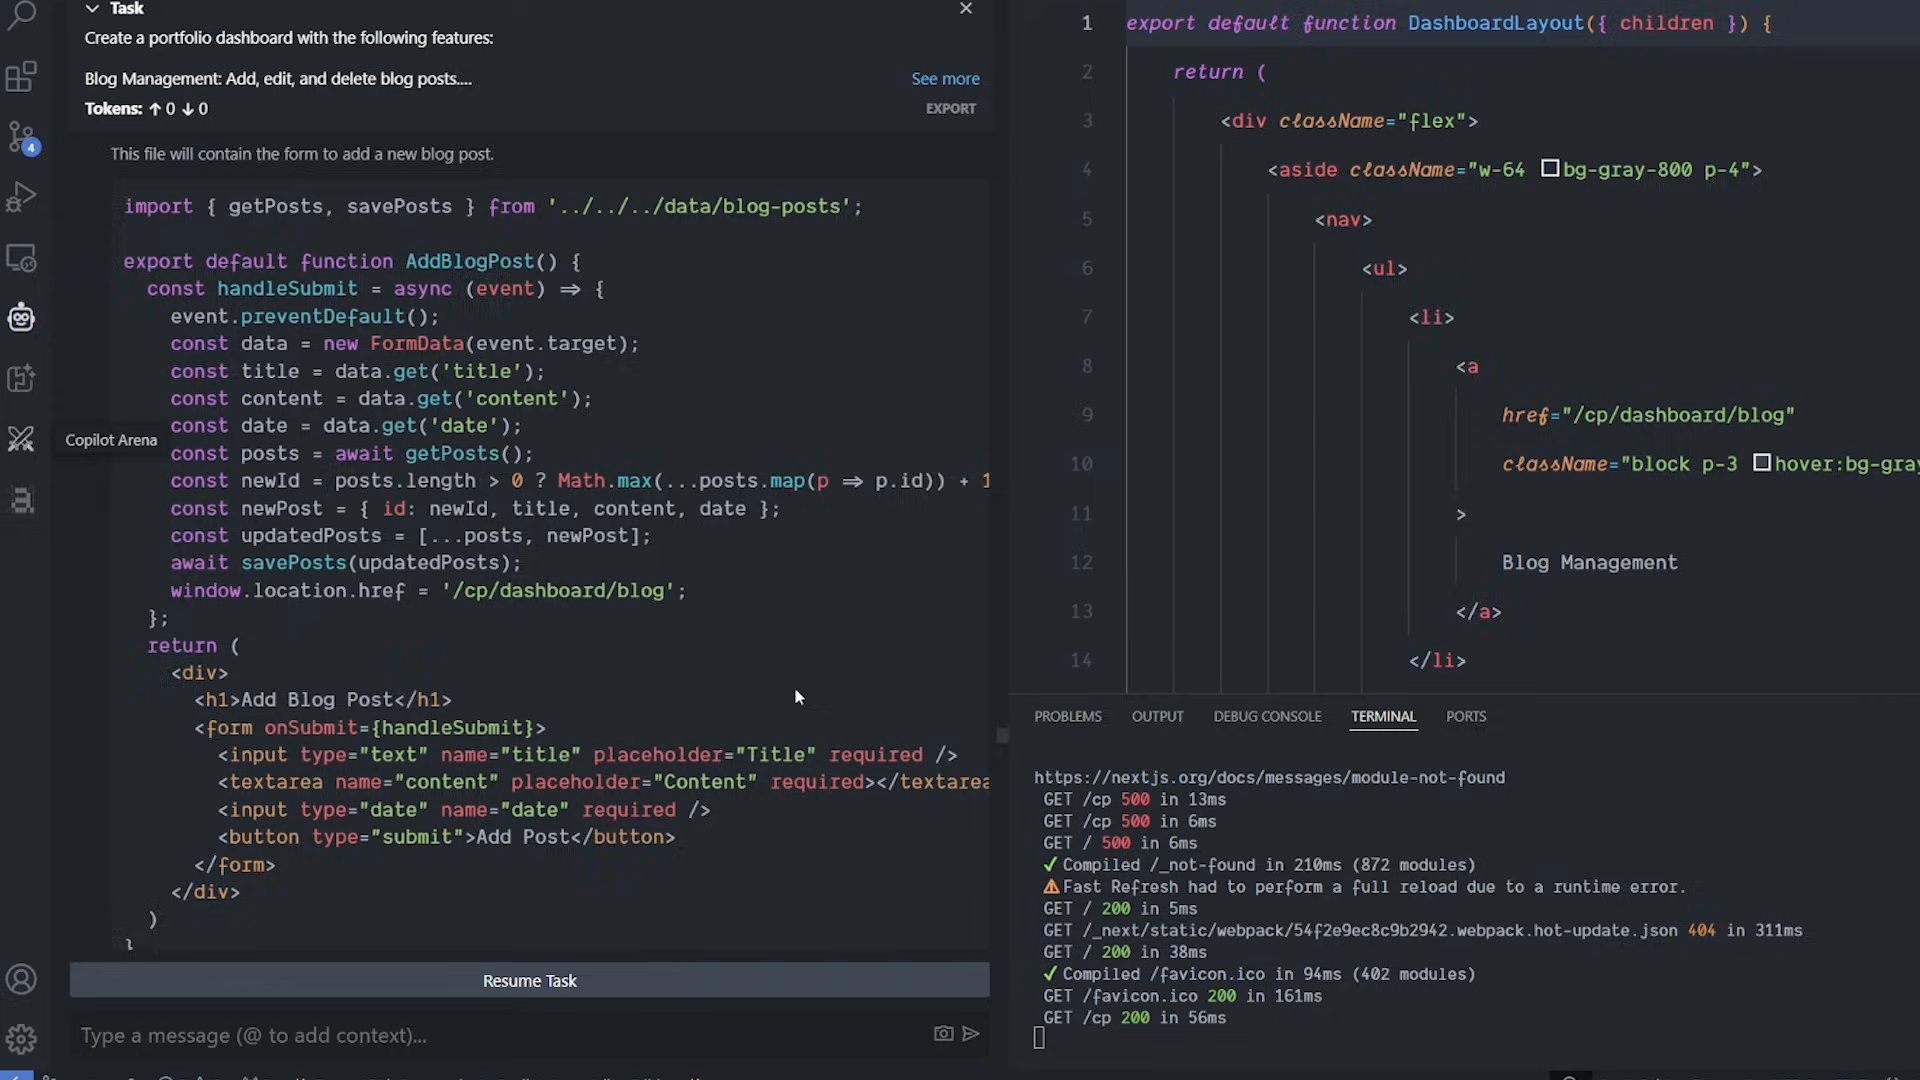 Task
Create a portfolio dashboard with the following features:
Blog Management: Add, edit, and delete blog posts....
See more
Tokens: ↑ 0 ↓ 0
EXPORT
This file will contain the form to add a new blog post.
import { getPosts, savePosts } from '../../../data/blog-posts';
export default function AddBlogPost() {
const handleSubmit = async (event) => {
event.preventDefault();
const data = new FormData(event.target);
const title = data.get('title');
const content = data.get('content');
const date = data.get('date');
const posts = await getPosts();
const newId = posts.length > 0 ? Math.max(...posts.map(p => p.id)) + 1
const newPost = { id: newId, title, content, date };
const updatedPosts = [...posts, newPost];
await savePosts(updatedPosts);
window.location.href = '/cp/dashboard/blog';
};
return (
<div>
<h1>Add Blog Post</h1>
<form onSubmit={handleSubmit}>
<input type="text" name="title" placeholder="Title" required />
<textarea name="content" placeholder="Content" required></textarea
<input type="date" name="date" required />
<button type="submit">Add Post</button>
</form>
</div>
)
}
Resume Task
Type a message (@ to add context)...
4
Copilot Arena
1 export default function DashboardLayout({ children }) {
2 return (
3 <div className="flex">
4 <aside className="w-64 bg-gray-800 p-4">
5 <nav>
6 <ul>
7 <li>
8 <a
9 href="/cp/dashboard/blog"
10 className="block p-3 hover:bg-gray
11 >
12 Blog Management
13 </a>
14 </li>
PROBLEMS OUTPUT DEBUG CONSOLE TERMINAL PORTS
https://nextjs.org/docs/messages/module-not-found
GET /cp 500 in 13ms
GET /cp 500 in 6ms
GET / 500 in 6ms
✓ Compiled /_not-found in 210ms (872 modules)
⚠ Fast Refresh had to perform a full reload due to a runtime error.
GET / 200 in 5ms
GET /_next/static/webpack/54f2e9ec8c9b2942.webpack.hot-update.json 404 in 311ms
GET / 200 in 38ms
✓ Compiled /favicon.ico in 94ms (402 modules)
GET /favicon.ico 200 in 161ms
GET /cp 200 in 56ms